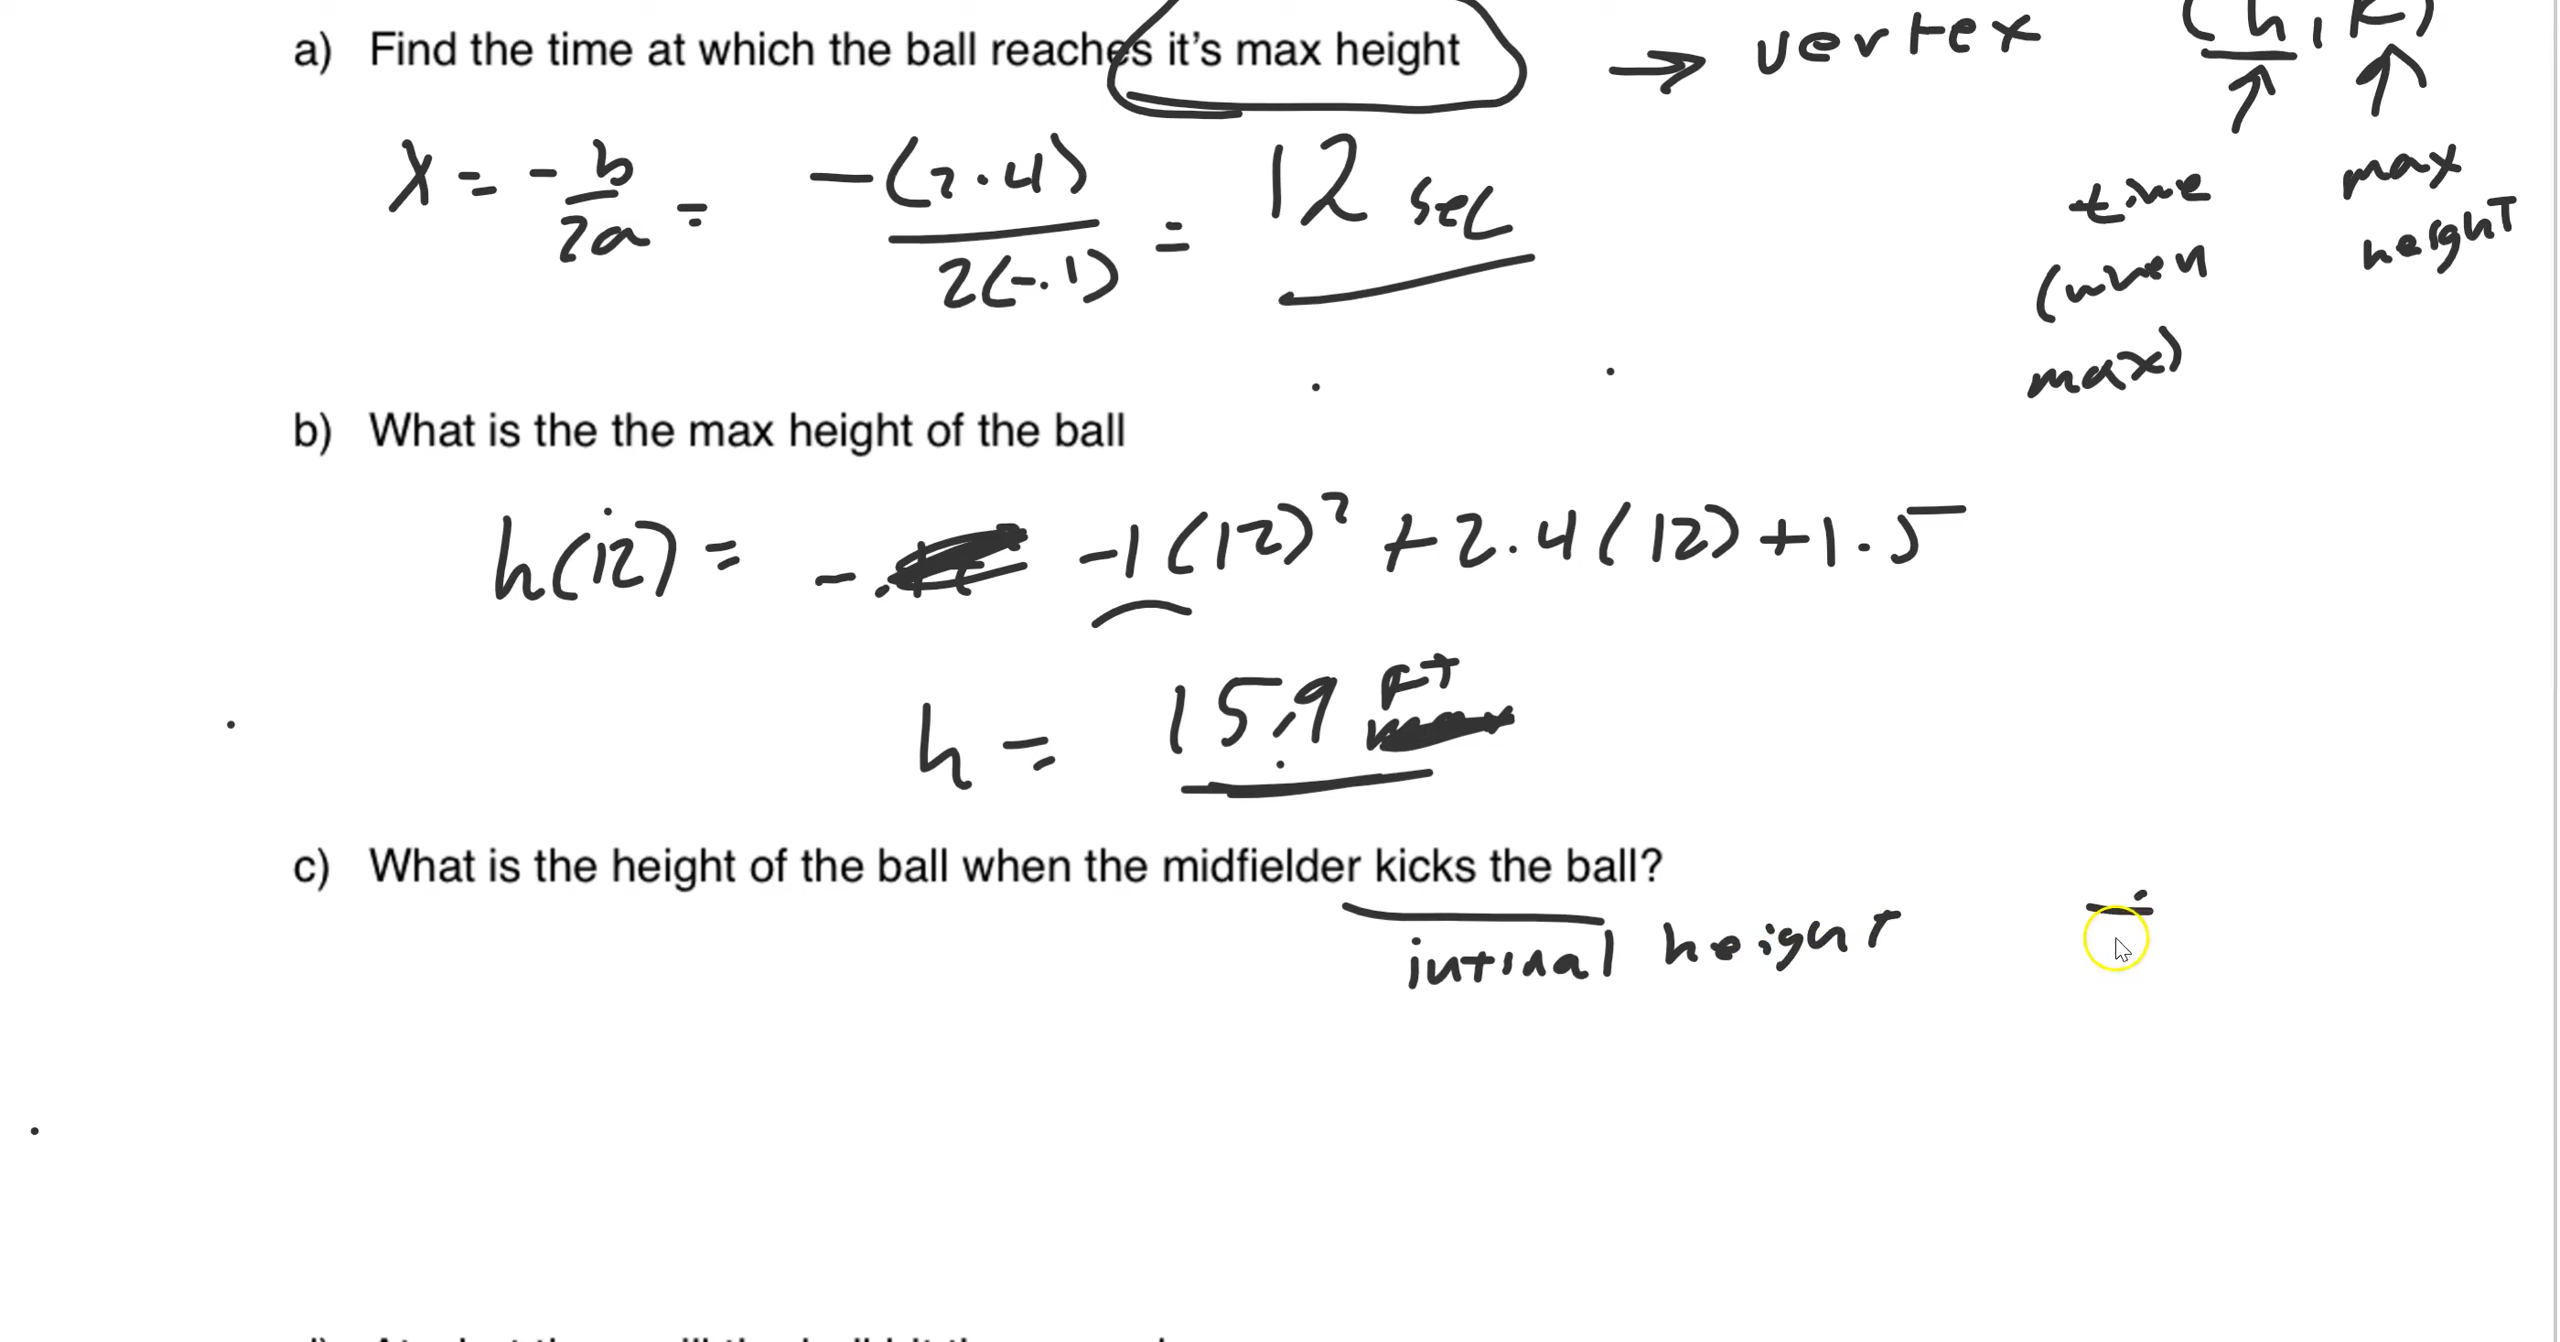 a) Find the time at which the ball reaches it's max height → vertex (h, k)
x = -b/2a = -(2.4)/2(-.1) = 12 sec
time (when max)
max height
b) What is the the max height of the ball
h(12) = -.1(12)² + 2.4(12) + 1.5
h = 15.9 FT
c) What is the height of the ball when the midfielder kicks the ball?
intinal height =